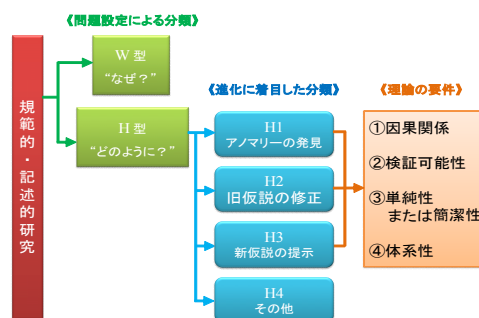 《問題設定による分類》
規範的・記述的研究
W 型
“なぜ？”
H 型
“どのように？”
《進化に着目した分類》
H1
アノマリーの発見
H2
旧仮説の修正
H3
新仮説の提示
H4
その他
《理論の要件》
①因果関係
②検証可能性
③単純性
または簡潔性
④体系性